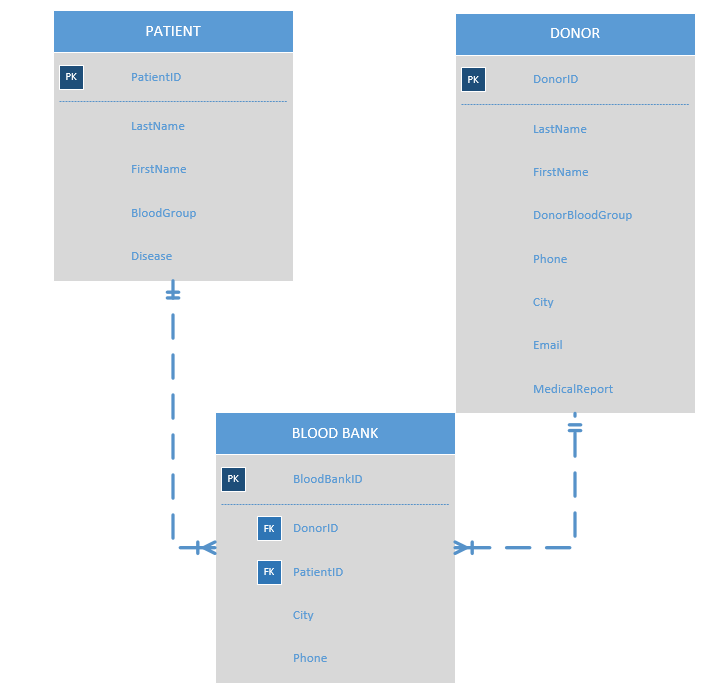 PATIENT
PK PatientID
LastName
FirstName
BloodGroup
Disease
DONOR
PK DonorID
LastName
FirstName
DonorBloodGroup
Phone
City
Email
MedicalReport
BLOOD BANK
PK BloodBankID
FK DonorID
FK PatientID
City
Phone